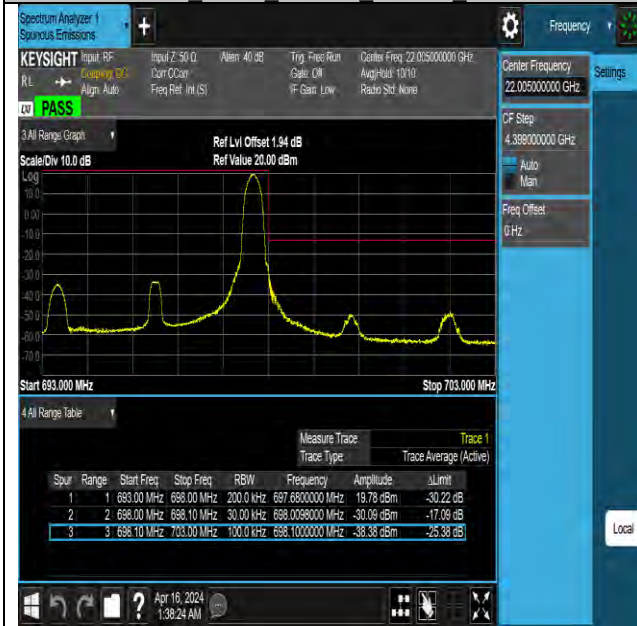 Spectrum Analyzer 1
Spurious Emissions
Frequency
KEYSIGHT
RL
Input: RF
Coupling: DC
Align: Auto
Input Z: 50 Ω
Corr CCorr
Freq Ref: Int (S)
Atten: 40 dB
Trig: Free Run
Gate: Off
IF Gain: Low
Center Freq: 22.005000000 GHz
Avg|Hold: 10/10
Radio Std: None
LXI
PASS
Center Frequency
22.005000000 GHz
Settings
CF Step
4.399000000 GHz
Auto
Man
Freq Offset
0 Hz
3 All Range Graph
Scale/Div 10.0 dB
Ref Lvl Offset 1.94 dB
Ref Value 20.00 dBm
Log
10.0
0.00
-10.0
-20.0
-30.0
-40.0
-50.0
-60.0
-70.0
Start 693.000 MHz
Stop 703.000 MHz
4 All Range Table
Measure Trace Trace 1
Trace Type Trace Average (Active)
Spur Range Start Freq Stop Freq RBW Frequency Amplitude ΔLimit
1 1 693.00 MHz 698.00 MHz 200.0 kHz 697.6800000 MHz 19.78 dBm -30.22 dB
2 2 698.00 MHz 698.10 MHz 30.00 kHz 698.0098000 MHz -30.09 dBm -17.09 dB
3 3 698.10 MHz 703.00 MHz 100.0 kHz 698.1000000 MHz -38.38 dBm -25.38 dB
Local
?
Apr 16, 2024
1:38:24 AM